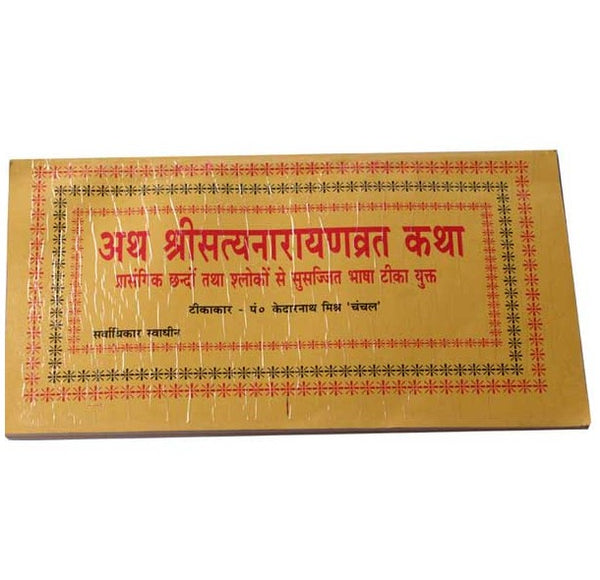 अथ श्रीसत्यनारायणव्रत कथा
प्रासंगिक छन्दों तथा श्लोकों से सुसज्जित भाषा टीका युक्त
टीकाकार - पं० केदारनाथ मिश्र 'चंचल'
सर्वाधिकार स्वाधीन